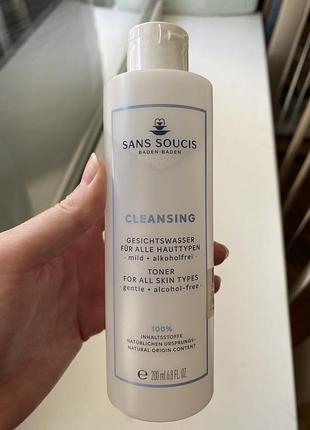 SANS SOUCIS
BADEN-BADEN
CLEANSING
GESICHTSWASSER
FÜR ALLE HAUTTYPEN
- mild + alkoholfrei -
TONER
FOR ALL SKIN TYPES
- gentle + alcohol-free -
100%
INHALTSSTOFFE
NATÜRLICHEN URSPRUNGS-
NATURAL ORIGIN CONTENT
℮ 200 ml 6.8 FL. OZ.